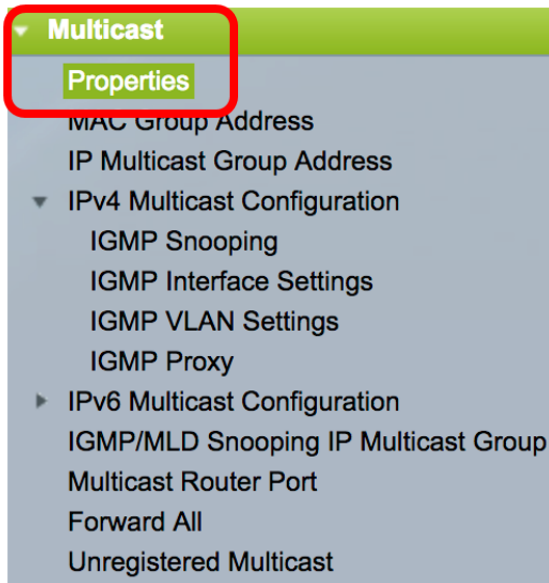 Multicast
Properties
MAC Group Address
IP Multicast Group Address
IPv4 Multicast Configuration
IGMP Snooping
IGMP Interface Settings
IGMP VLAN Settings
IGMP Proxy
IPv6 Multicast Configuration
IGMP/MLD Snooping IP Multicast Group
Multicast Router Port
Forward All
Unregistered Multicast